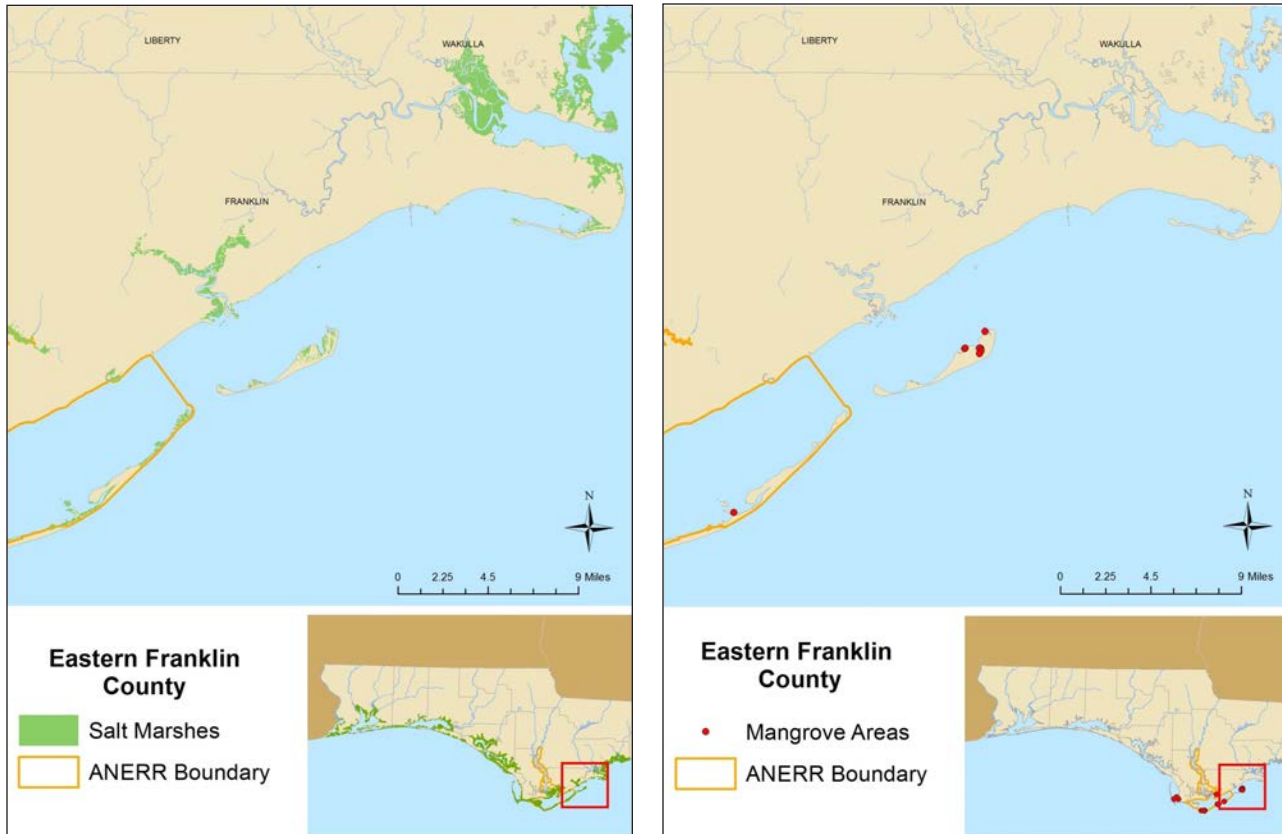 LIBERTY
WAKULLA
FRANKLIN
N
0 2.25 4.5 9 Miles
Eastern Franklin
County
Salt Marshes
ANERR Boundary
LIBERTY
WAKULLA
FRANKLIN
N
0 2.25 4.5 9 Miles
Eastern Franklin
County
Mangrove Areas
ANERR Boundary